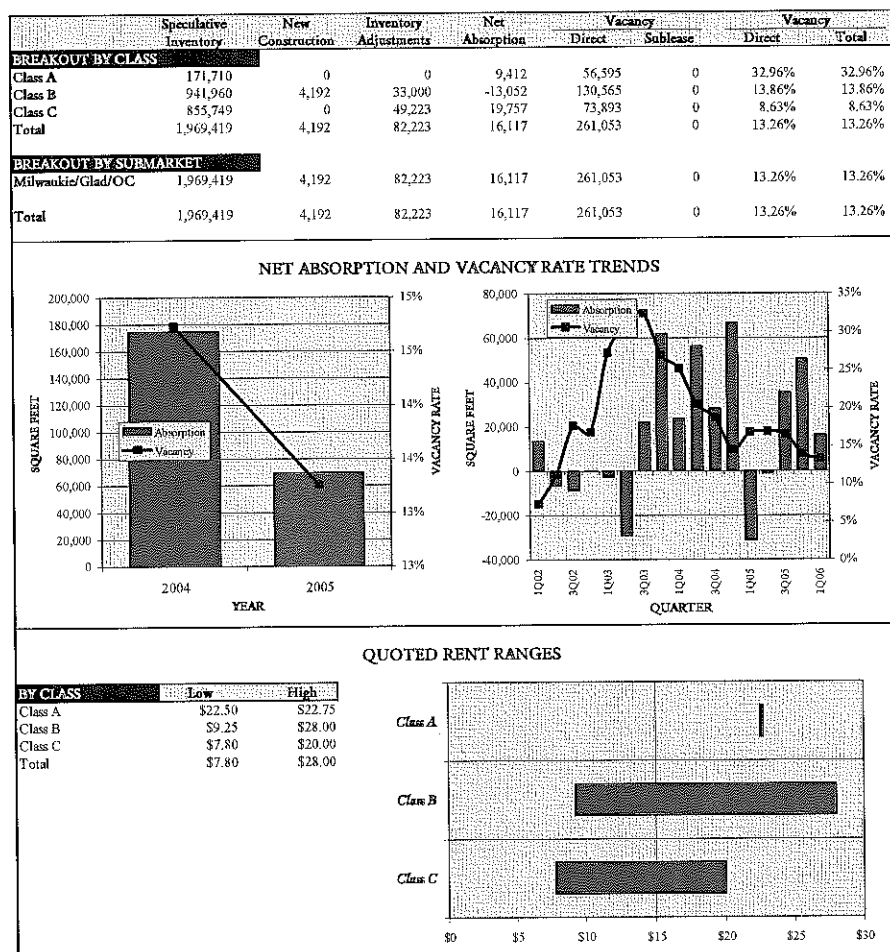 Speculative New Inventory Net Vacancy Vacancy
Inventory Construction Adjustments Absorption Direct Sublease Direct Total
BREAKOUT BY CLASS
Class A 171,710 0 0 9,412 56,595 0 32.96% 32.96%
Class B 941,960 4,192 33,000 -13,052 130,565 0 13.86% 13.86%
Class C 855,749 0 49,223 19,757 73,893 0 8.63% 8.63%
Total 1,969,419 4,192 82,223 16,117 261,053 0 13.26% 13.26%
BREAKOUT BY SUBMARKET
Milwaukie/Glad/OC 1,969,419 4,192 82,223 16,117 261,053 0 13.26% 13.26%
Total 1,969,419 4,192 82,223 16,117 261,053 0 13.26% 13.26%
NET ABSORPTION AND VACANCY RATE TRENDS
200,000
180,000
160,000
140,000
120,000
100,000
80,000
60,000
40,000
20,000
0
SQUARE FEET
Absorption
Vacancy
15%
15%
14%
14%
13%
13%
VACANCY RATE
2004 2005
YEAR
80,000
60,000
40,000
20,000
0
-20,000
-40,000
SQUARE FEET
Absorption
Vacancy
35%
30%
25%
20%
15%
10%
5%
0%
VACANCY RATE
1Q02 3Q02 1Q03 3Q03 1Q04 3Q04 1Q05 3Q05 1Q06
QUARTER
QUOTED RENT RANGES
BY CLASS Low High
Class A $22.50 $22.75
Class B $9.25 $28.00
Class C $7.80 $20.00
Total $7.80 $28.00
Class A
Class B
Class C
$0 $5 $10 $15 $20 $25 $30